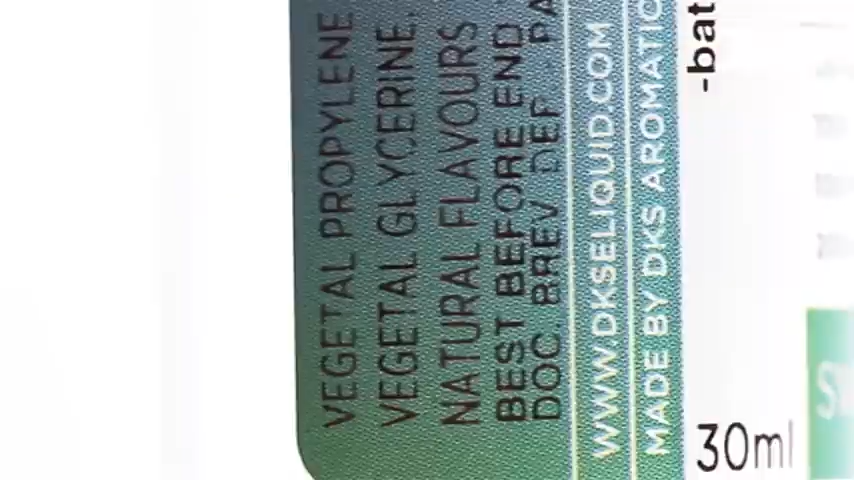 VEGETAL PROPYLENE
VEGETAL GLYCERINE,
NATURAL FLAVOURS
BEST BEFORE END
DOC. BREV DEF
WWW.DKSELIQUID.COM
MADE BY DKS AROMATIC
-bat
30ml